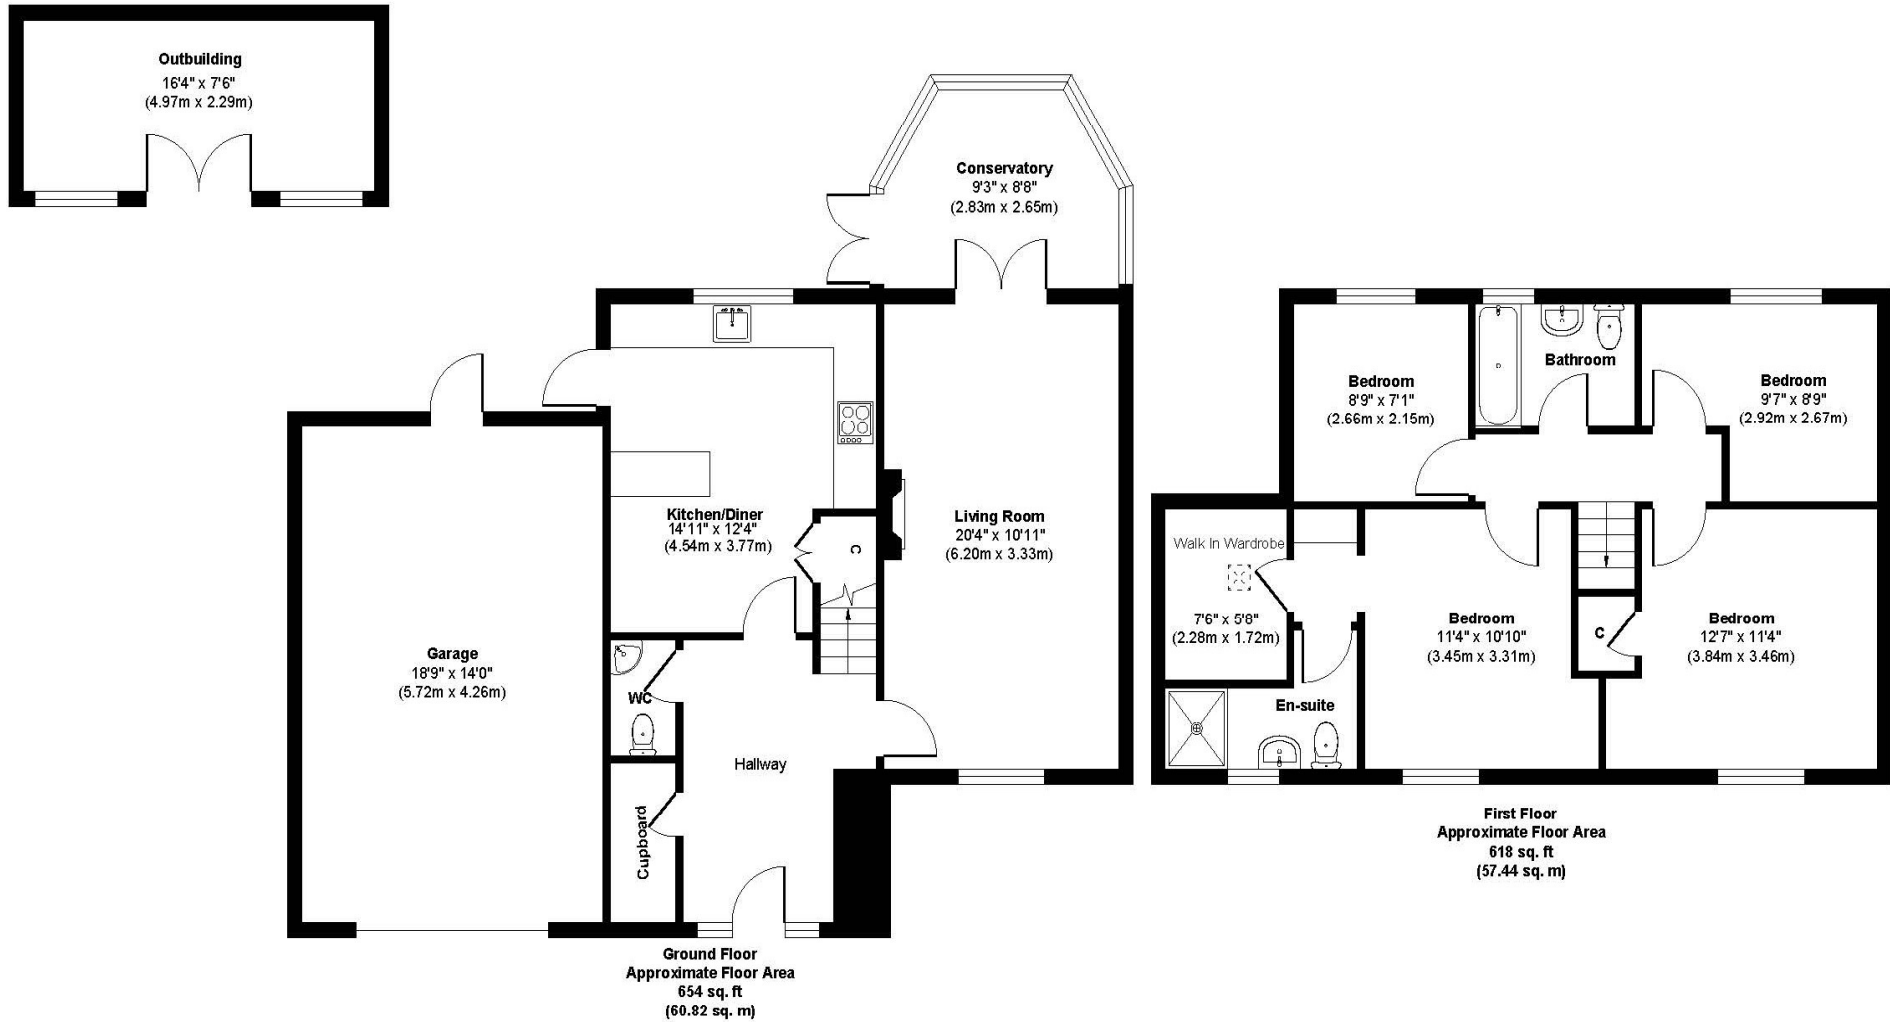 Outbuilding
16'4" x 7'6"
(4.97m x 2.29m)
Conservatory
9'3" x 8'8"
(2.83m x 2.65m)
Kitchen/Diner
14'11" x 12'4"
(4.54m x 3.77m)
C
Living Room
20'4" x 10'11"
(6.20m x 3.33m)
Garage
18'9" x 14'0"
(5.72m x 4.26m)
WC
Hallway
Cupboard
Ground Floor
Approximate Floor Area
654 sq. ft
(60.82 sq. m)
Bedroom
8'9" x 7'1"
(2.66m x 2.15m)
Bathroom
Bedroom
9'7" x 8'9"
(2.92m x 2.67m)
Walk In Wardrobe
7'6" x 5'8"
(2.28m x 1.72m)
Bedroom
11'4" x 10'10"
(3.45m x 3.31m)
C
Bedroom
12'7" x 11'4"
(3.84m x 3.46m)
En-suite
First Floor
Approximate Floor Area
618 sq. ft
(57.44 sq. m)